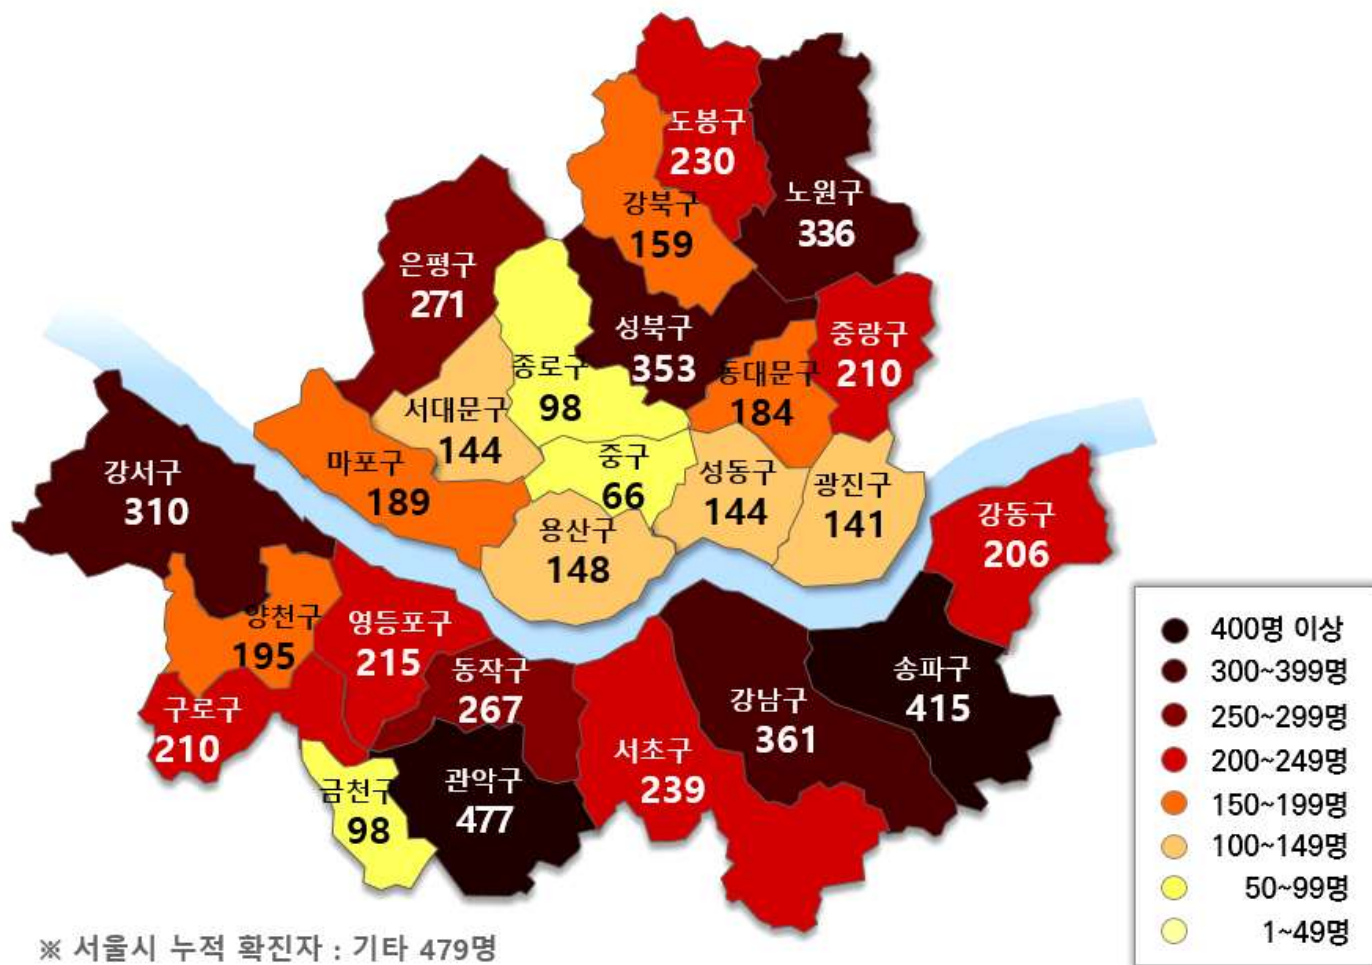 도봉구
230
노원구
336
강북구
159
은평구
271
성북구
353
중랑구
210
종로구
98
동대문구
184
서대문구
144
마포구
189
중구
66
성동구
144
광진구
141
강서구
310
용산구
148
강동구
206
양천구
195
영등포구
215
동작구
267
구로구
210
강남구
361
송파구
415
서초구
239
금천구
98
관악구
477
400명 이상
300~399명
250~299명
200~249명
150~199명
100~149명
50~99명
1~49명
※ 서울시 누적 확진자 : 기타 479명